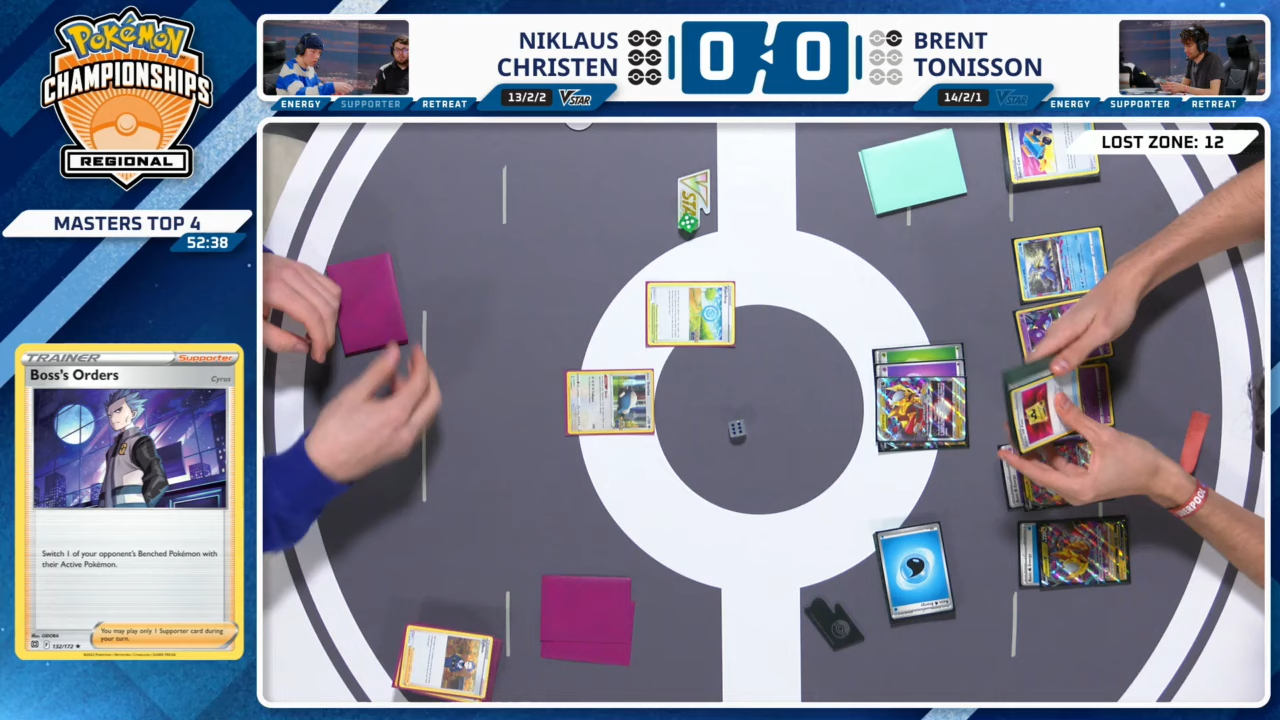 POKéMON
CHAMPIONSHIPS
REGIONAL
MASTERS TOP 4
52:38
TRAINER
Supporter
Boss's Orders
Cyrus
Switch 1 of your opponent's Benched Pokémon with
their Active Pokémon.
You may play only 1 Supporter card during
your turn.
132/172
NIKLAUS
CHRISTEN
0
0
BRENT
TONISSON
ENERGY
SUPPORTER
RETREAT
13/2/2
VSTAR
14/2/1
VSTAR
ENERGY
SUPPORTER
RETREAT
LOST ZONE: 12